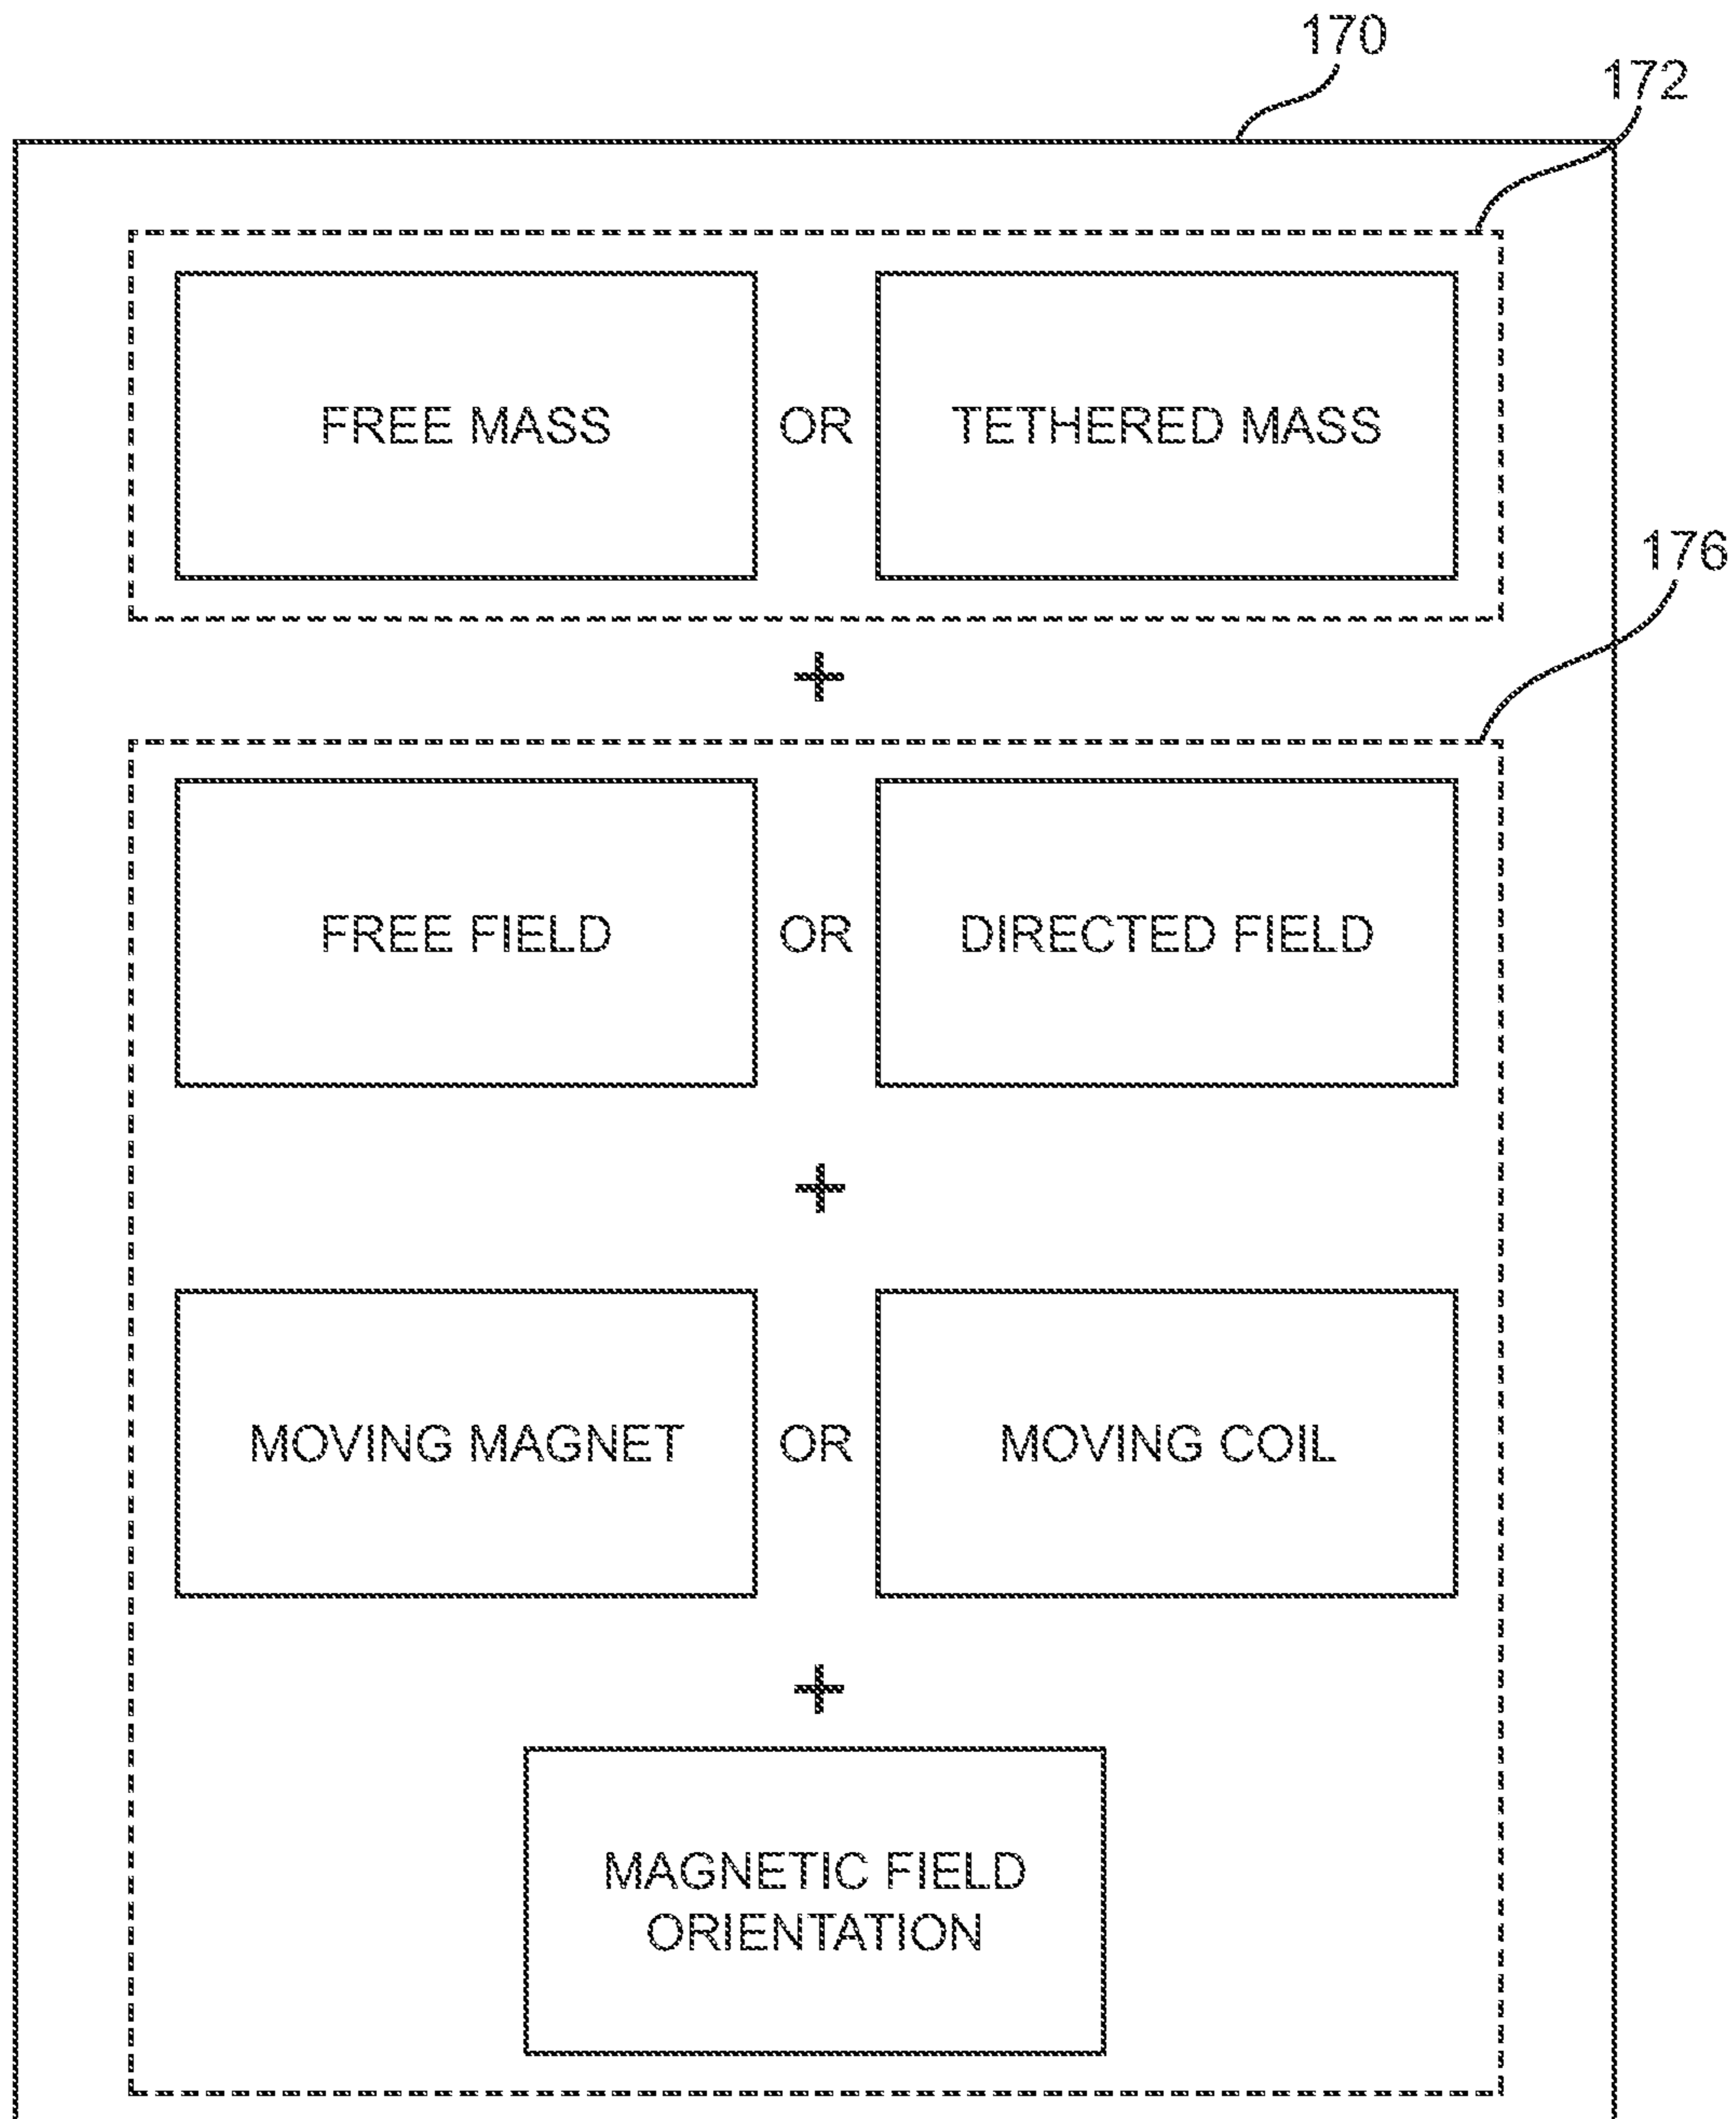 170
172
FREE MASS OR TETHERED MASS
176
+
FREE FIELD OR DIRECTED FIELD
+
MOVING MAGNET OR MOVING COIL
+
MAGNETIC FIELD
ORIENTATION